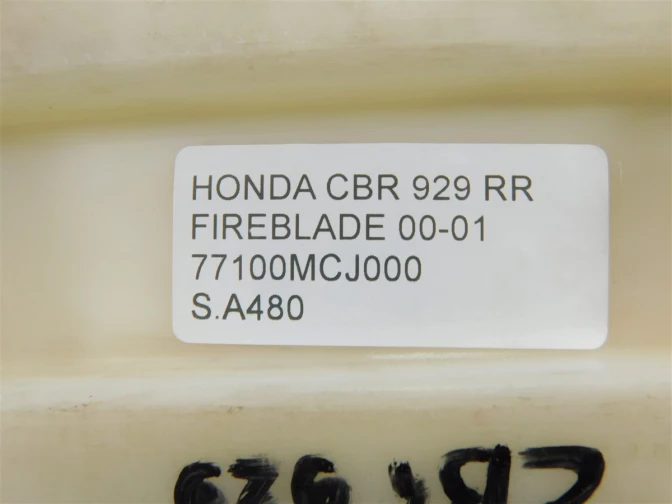 HONDA CBR 929 RR
FIREBLADE 00-01
77100MCJ000
S.A480